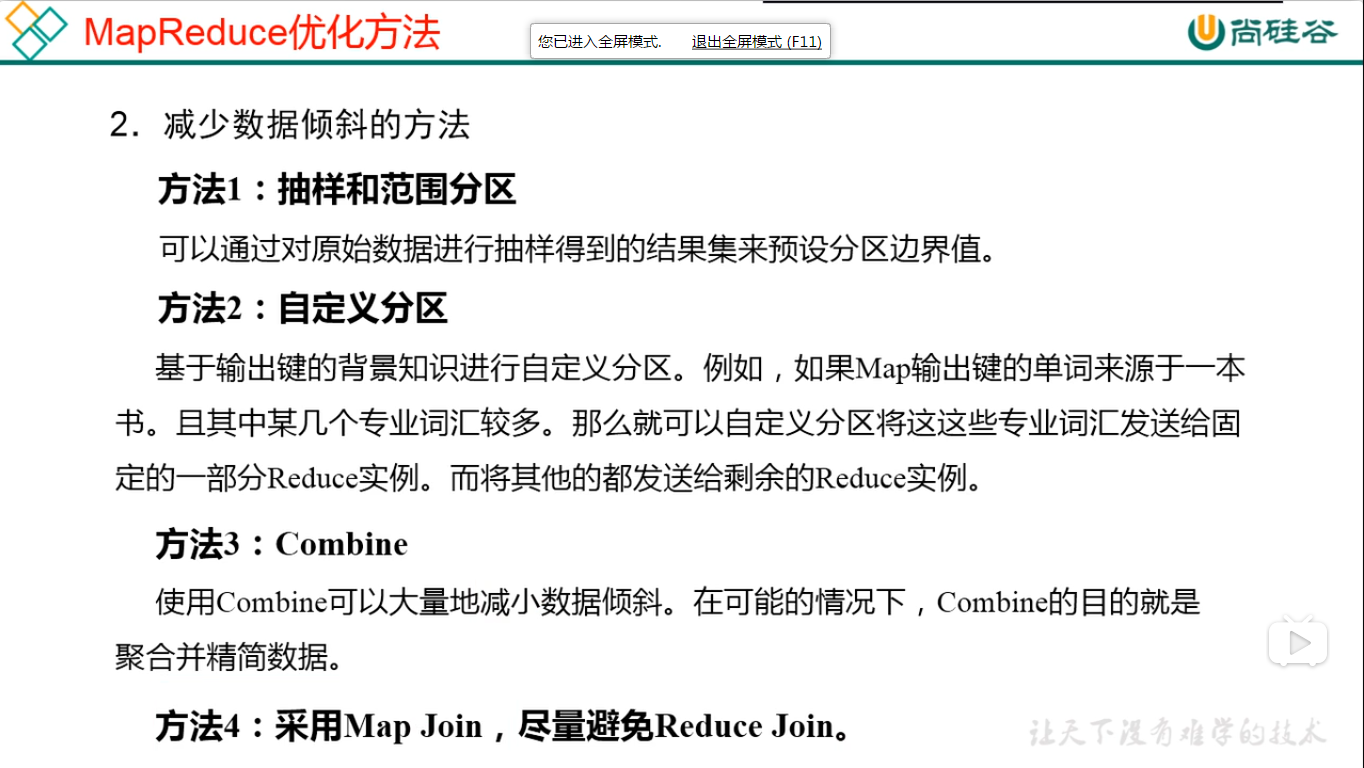 MapReduce优化方法
您已进入全屏模式. 退出全屏模式 (F11)
尚硅谷
2. 减少数据倾斜的方法
方法1：抽样和范围分区
可以通过对原始数据进行抽样得到的结果集来预设分区边界值。
方法2：自定义分区
基于输出键的背景知识进行自定义分区。例如，如果Map输出键的单词来源于一本
书。且其中某几个专业词汇较多。那么就可以自定义分区将这这些专业词汇发送给固
定的一部分Reduce实例。而将其他的都发送给剩余的Reduce实例。
方法3：Combine
使用Combine可以大量地减小数据倾斜。在可能的情况下，Combine的目的就是
聚合并精简数据。
方法4：采用Map Join，尽量避免Reduce Join。
让天下没有难学的技术